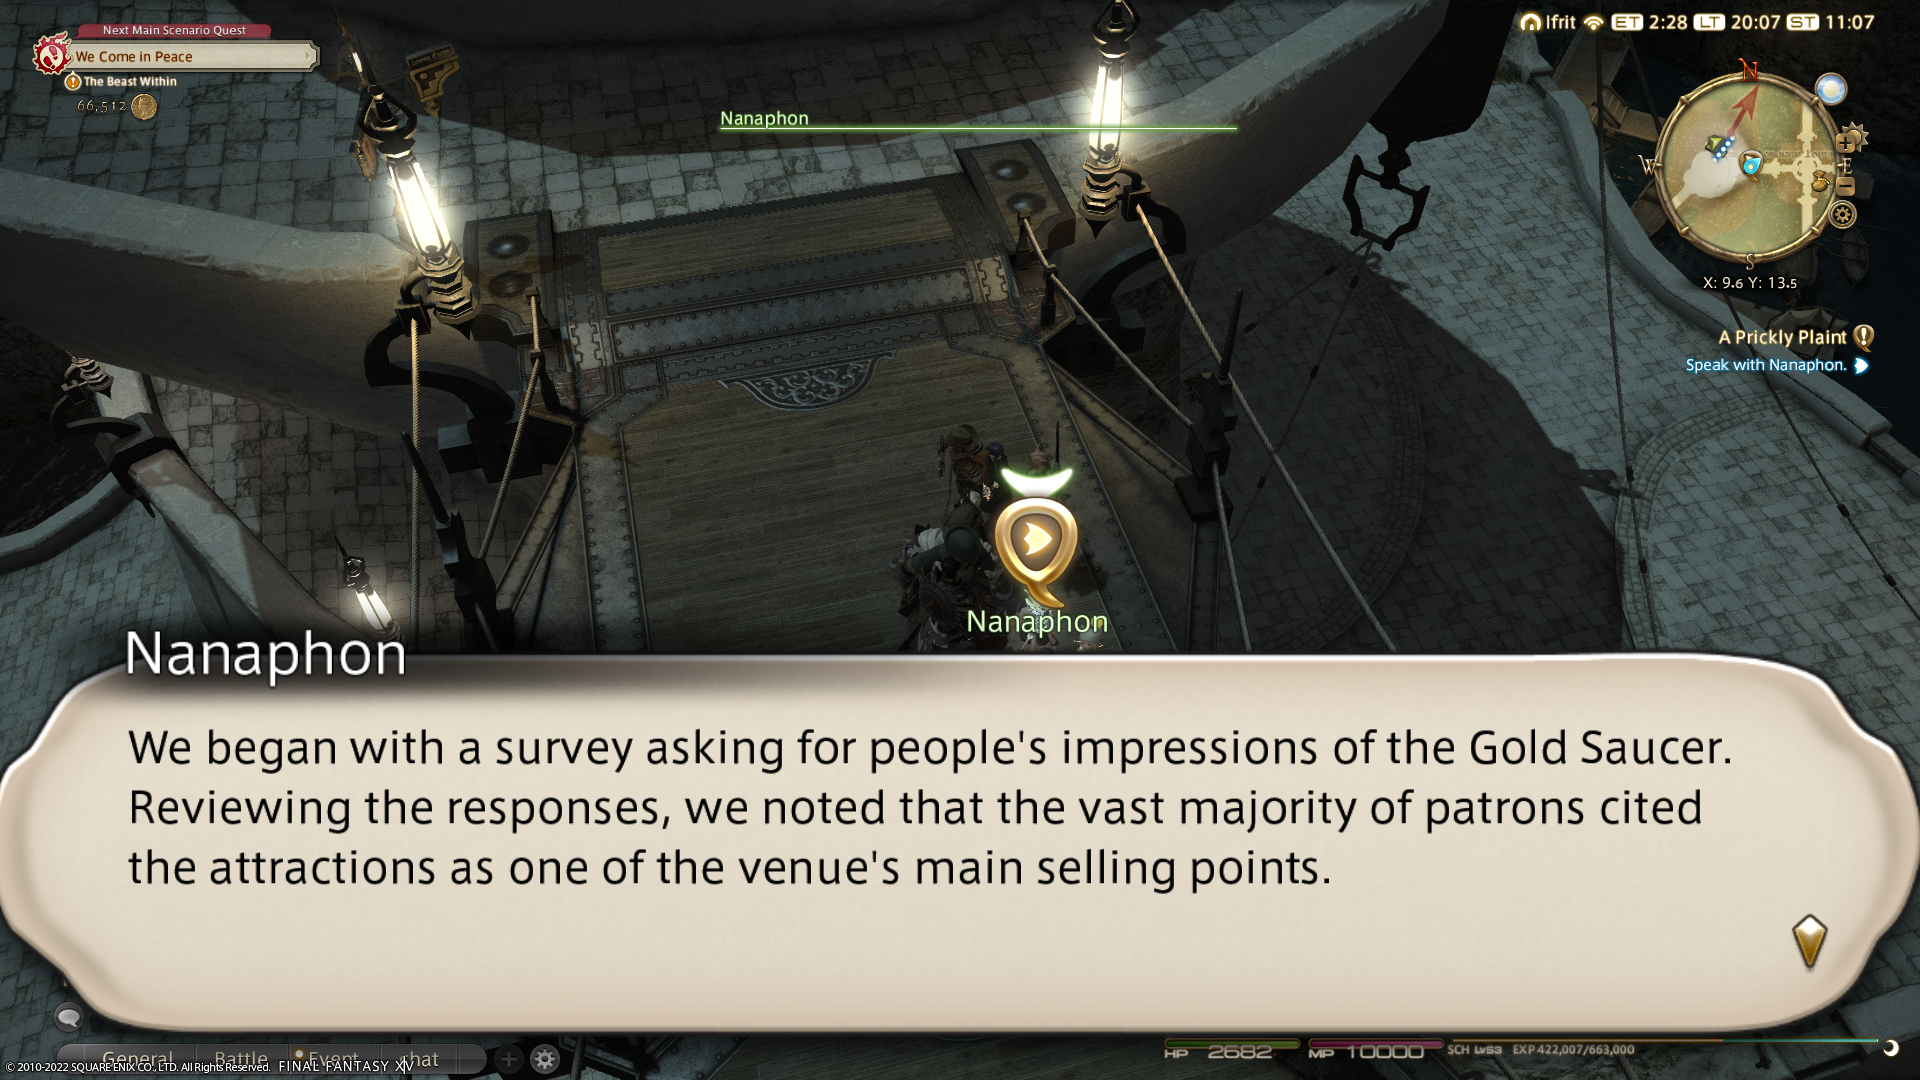 Next Main Scenario Quest
We Come in Peace
The Beast Within
66,512
Ifrit ET 2:28 LT 20:07 ST 11:07
Nanaphon
N
W
E
S
X: 9.6 Y: 13.5
A Prickly Plaint
Speak with Nanaphon.
Nanaphon
Nanaphon
We began with a survey asking for people's impressions of the Gold Saucer.
Reviewing the responses, we noted that the vast majority of patrons cited
the attractions as one of the venue's main selling points.
General Battle Event
HP 2682 MP 10000 SCH Lv53 EXP 422,007/663,000
© 2010-2022 SQUARE ENIX CO., LTD. All Rights Reserved. FINAL FANTASY XIV